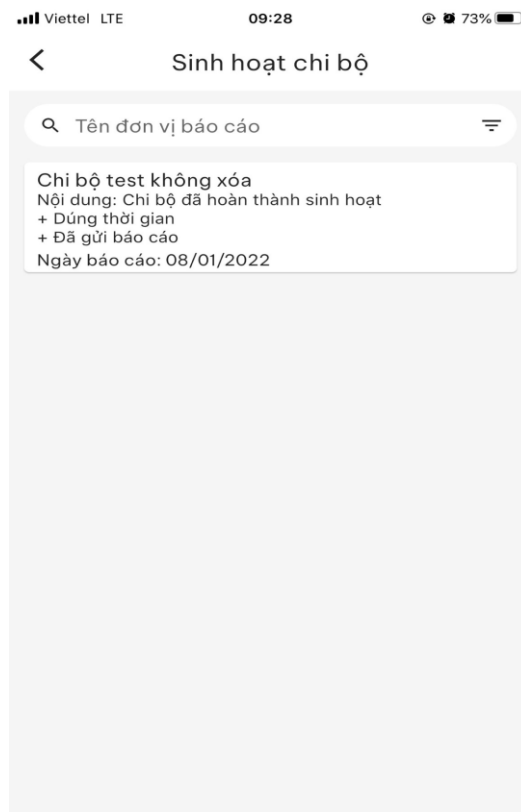 Viettel LTE 09:28 73%
Sinh hoạt chi bộ
Tên đơn vị báo cáo
Chi bộ test không xóa
Nội dung: Chi bộ đã hoàn thành sinh hoạt
+ Dúng thời gian
+ Đã gửi báo cáo
Ngày báo cáo: 08/01/2022